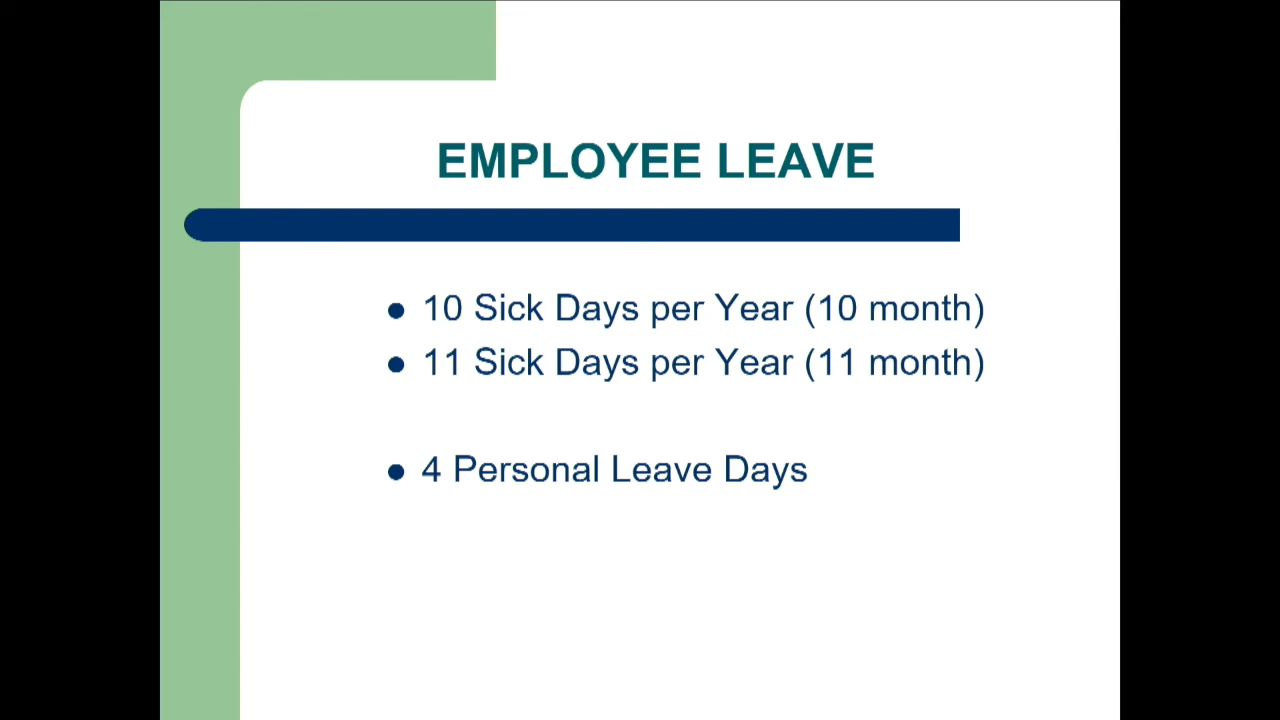 EMPLOYEE LEAVE
● 10 Sick Days per Year (10 month)
● 11 Sick Days per Year (11 month)
● 4 Personal Leave Days